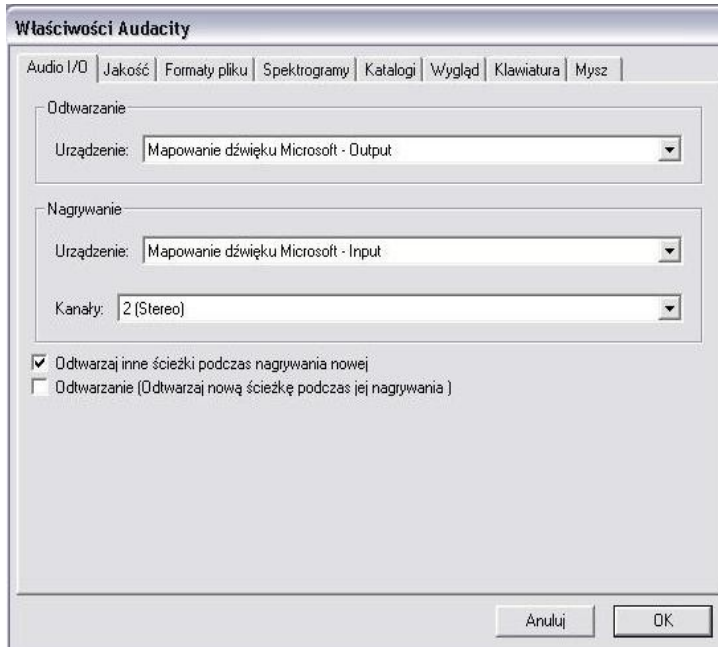 Właściwości Audacity
Audio I/O Jakość Formaty pliku Spektrogramy Katalogi Wygląd Klawiatura Mysz
Odtwarzanie
Urządzenie: Mapowanie dźwięku Microsoft - Output
Nagrywanie
Urządzenie: Mapowanie dźwięku Microsoft - Input
Kanały: 2 (Stereo)
Odtwarzaj inne ścieżki podczas nagrywania nowej
Odtwarzanie (Odtwarzaj nową ścieżkę podczas jej nagrywania )
Anuluj OK